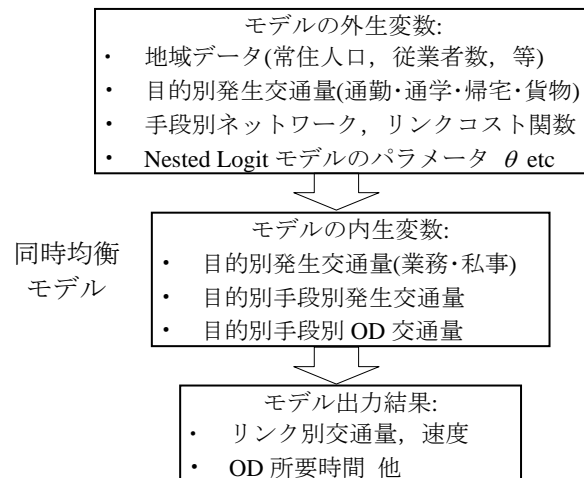 モデルの外生変数:
・ 地域データ(常住人口，従業者数，等)
・ 目的別発生交通量(通勤･通学･帰宅･貨物)
・ 手段別ネットワーク，リンクコスト関数
・ Nested Logit モデルのパラメータ θ etc
同時均衡
モデル
モデルの内生変数:
・ 目的別発生交通量(業務･私事)
・ 目的別手段別発生交通量
・ 目的別手段別 OD 交通量
モデル出力結果:
・ リンク別交通量，速度
・ OD 所要時間 他